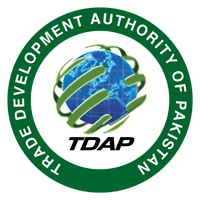 TRADE DEVELOPMENT AUTHORITY OF PAKISTAN
TDAP